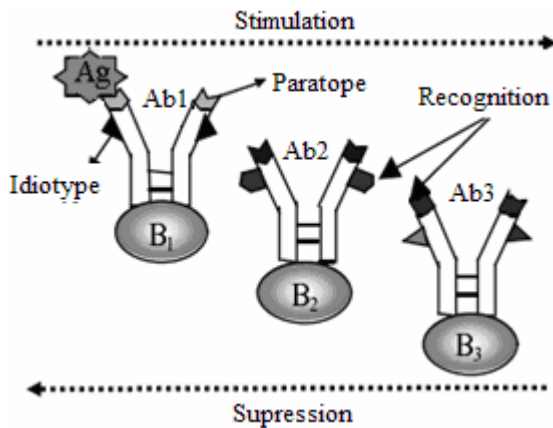 Stimulation
Ag
Ab1
Paratope
Recognition
Ab2
Idiotype
Ab3
B₁
B₂
B₃
Supression